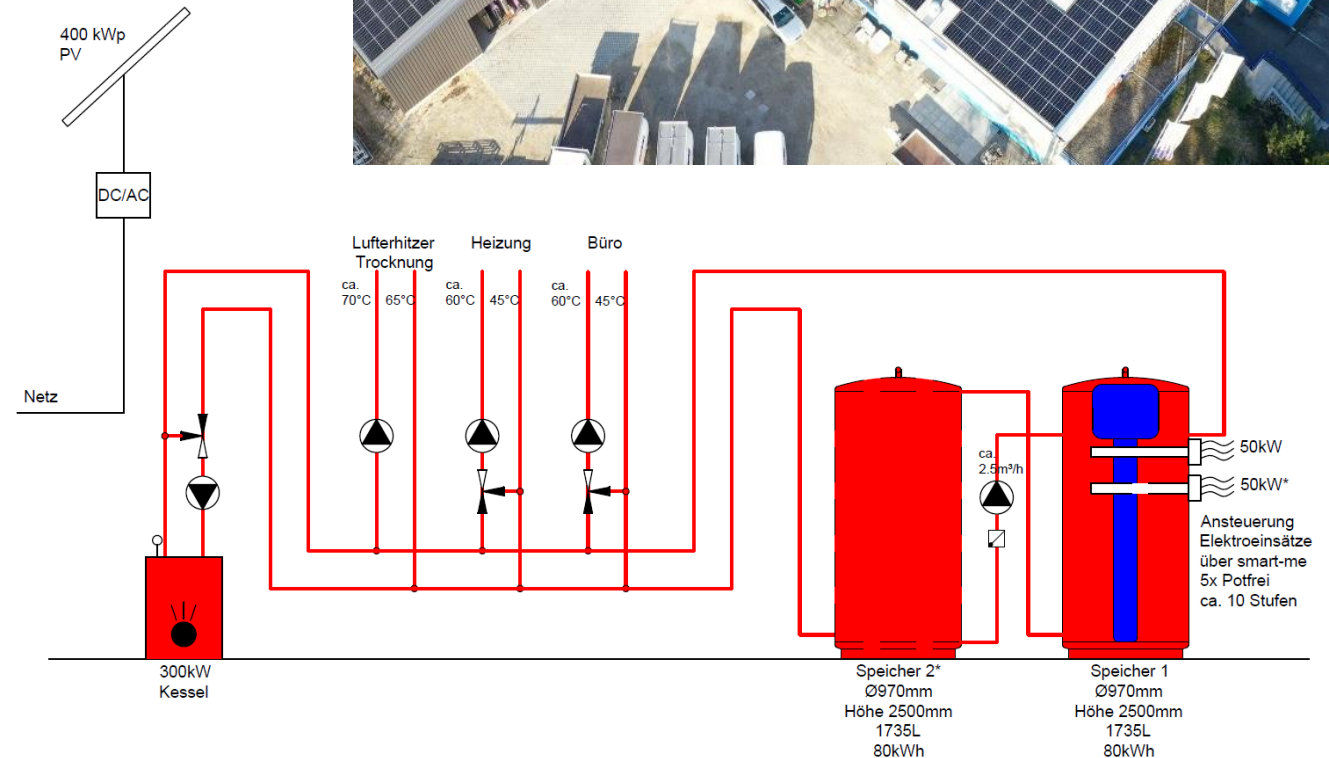 400 kWp
PV
DC/AC
Netz
Lufterhitzer
Trocknung
ca.
70°C
65°C
Heizung
ca.
60°C
45°C
Büro
ca.
60°C
45°C
300kW
Kessel
ca.
2.5m³/h
50kW
50kW*
Ansteuerung
Elektroeinsätze
über smart-me
5x Potfrei
ca. 10 Stufen
Speicher 2*
Ø970mm
Höhe 2500mm
1735L
80kWh
Speicher 1
Ø970mm
Höhe 2500mm
1735L
80kWh